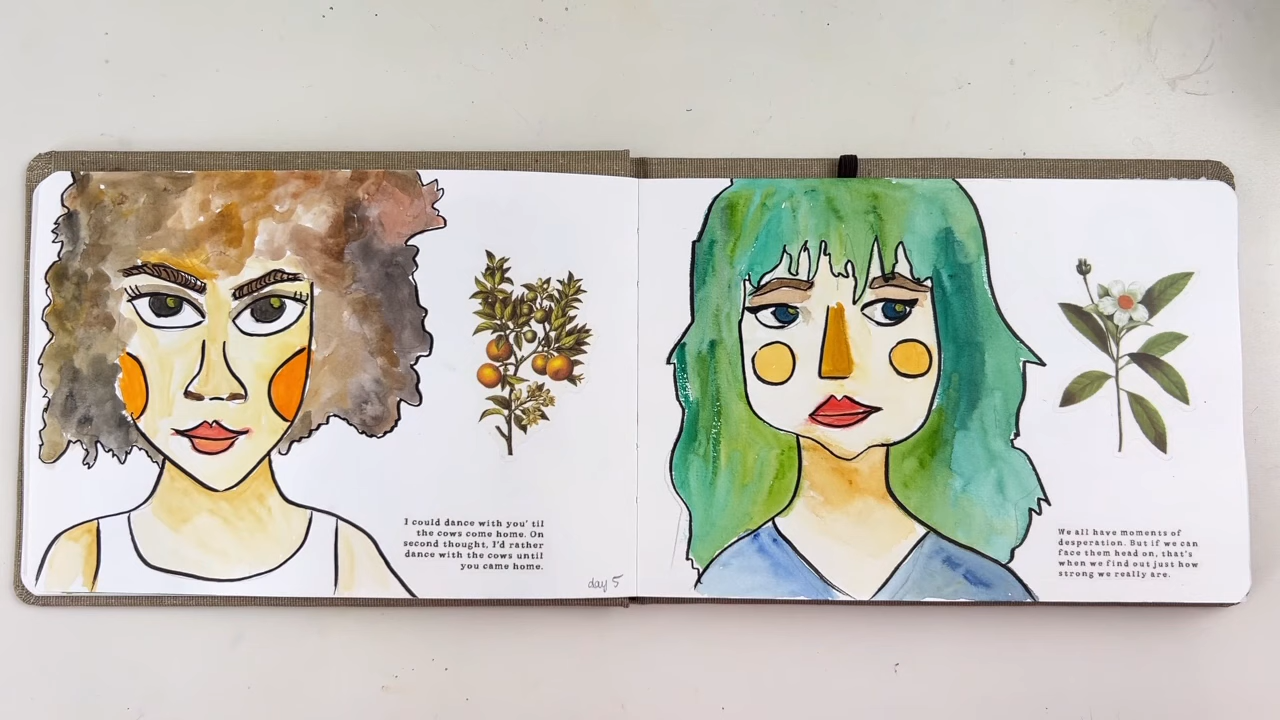 I could dance with you' til
the cows come home. On
second thought, I'd rather
dance with the cows until
you came home.
day 5
We all have moments of
desperation. But if we can
face them head on, that's
when we find out just how
strong we really are.